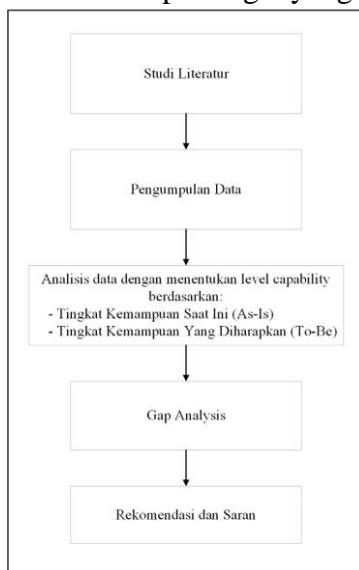 Studi Literatur
Pengumpulan Data
Analisis data dengan menentukan level capability
berdasarkan:
- Tingkat Kemampuan Saat Ini (As-Is)
- Tingkat Kemampuan Yang Diharapkan (To-Be)
Gap Analysis
Rekomendasi dan Saran